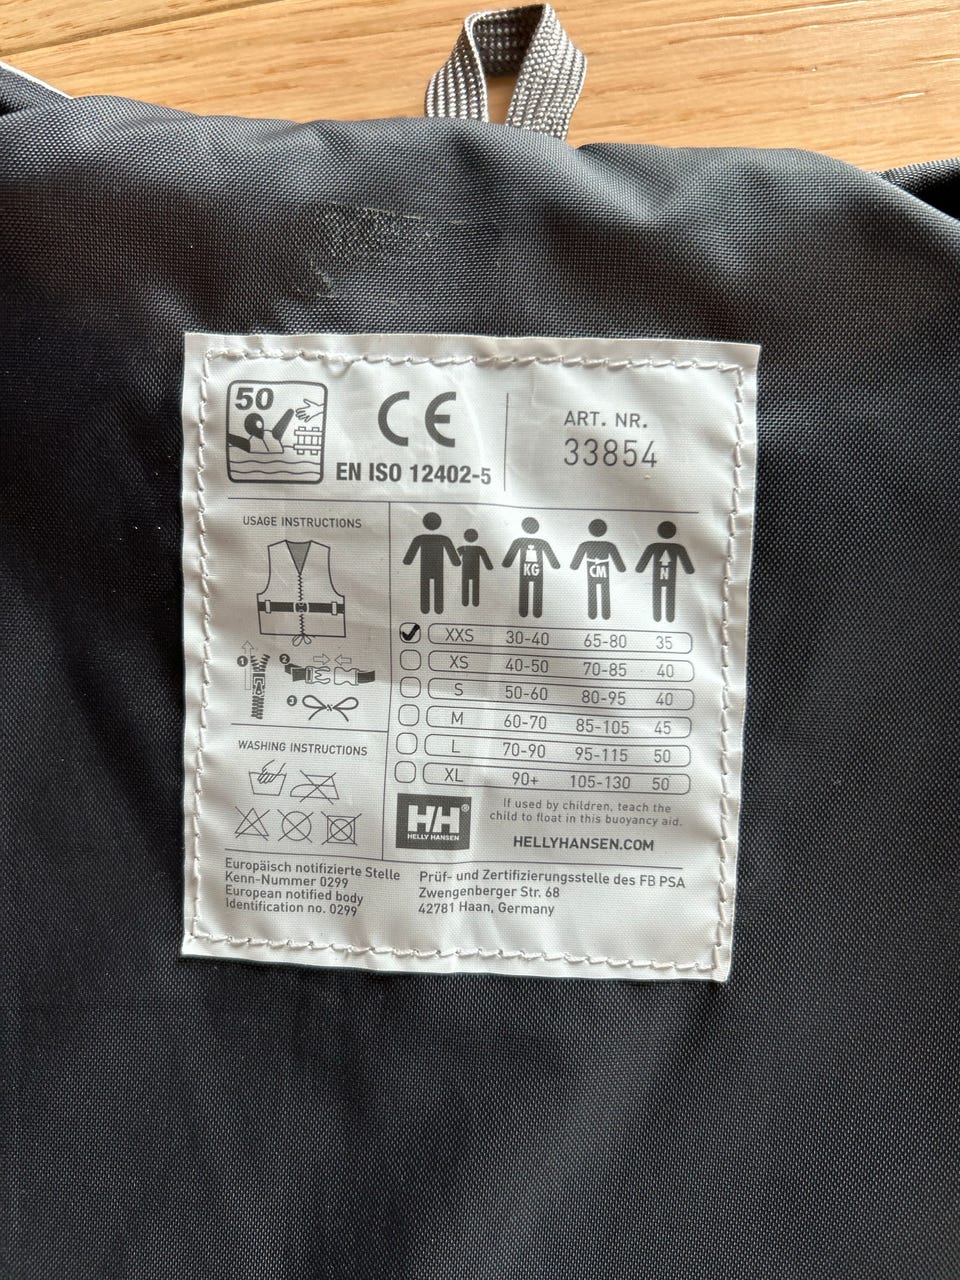 50
CE
EN ISO 12402-5
ART. NR.
33854
USAGE INSTRUCTIONS
1
2
3
WASHING INSTRUCTIONS
KG
CM
N
XXS 30-40 65-80 35
XS 40-50 70-85 40
S 50-60 80-95 40
M 60-70 85-105 45
L 70-90 95-115 50
XL 90+ 105-130 50
HH®
HELLY HANSEN
If used by children, teach the
child to float in this buoyancy aid.
HELLYHANSEN.COM
Europäisch notifizierte Stelle
Kenn-Nummer 0299
European notified body
Identification no. 0299
Prüf- und Zertifizierungsstelle des FB PSA
Zwengenberger Str. 68
42781 Haan, Germany